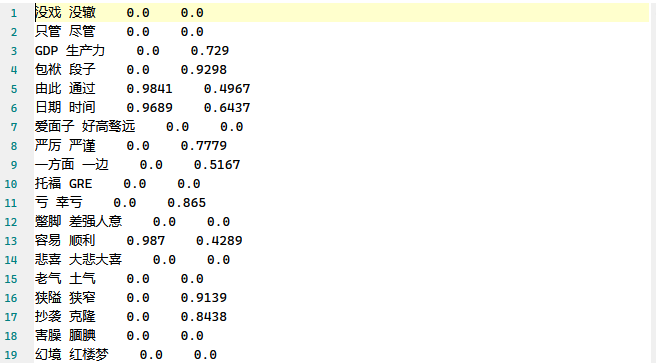 1 没戏 没辙 0.0 0.0
2 只管 尽管 0.0 0.0
3 GDP 生产力 0.0 0.729
4 包袱 段子 0.0 0.9298
5 由此 通过 0.9841 0.4967
6 日期 时间 0.9689 0.6437
7 爱面子 好高骛远 0.0 0.0
8 严厉 严谨 0.0 0.7779
9 一方面 一边 0.0 0.5167
10 托福 GRE 0.0 0.0
11 亏 幸亏 0.0 0.865
12 蹩脚 差强人意 0.0 0.0
13 容易 顺利 0.987 0.4289
14 悲喜 大悲大喜 0.0 0.0
15 老气 土气 0.0 0.0
16 狭隘 狭窄 0.0 0.9139
17 抄袭 克隆 0.0 0.8438
18 害臊 腼腆 0.0 0.0
19 幻境 红楼梦 0.0 0.0